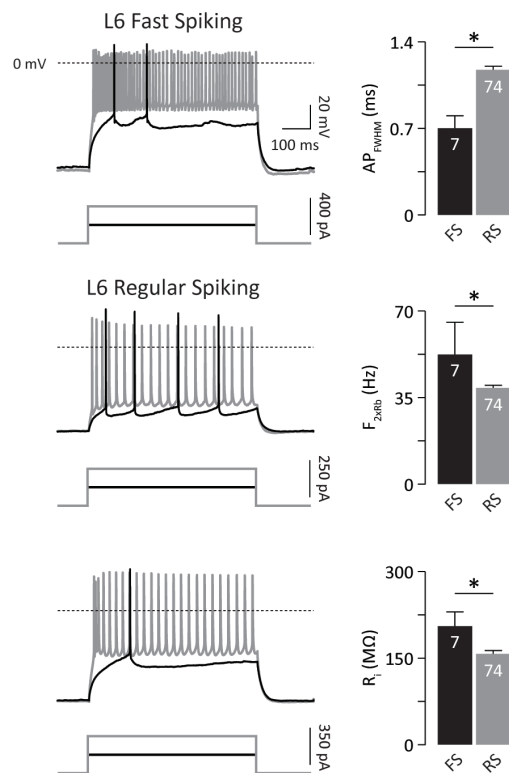 L6 Fast Spiking
0 mV
20 mV
100 ms
400 pA
1.4
0.7
0
AP_FWHM (ms)
*
7
74
FS
RS
L6 Regular Spiking
250 pA
70
35
0
F_2xRb (Hz)
*
7
74
FS
RS
350 pA
300
150
0
R_i (MΩ)
*
7
74
FS
RS